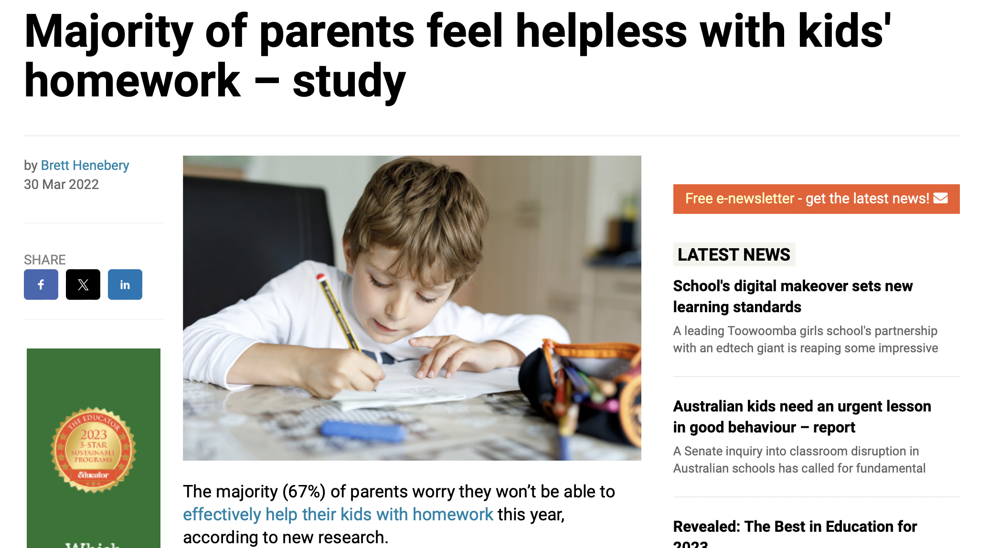 Majority of parents feel helpless with kids'
homework – study
by Brett Henebery
30 Mar 2022
SHARE
f
X
in
THE EDUCATOR
2023
5-STAR
SUSTAINABLE
PROGRAMS
Educator
Which
The majority (67%) of parents worry they won’t be able to
effectively help their kids with homework this year,
according to new research.
Free e-newsletter - get the latest news!
LATEST NEWS
School's digital makeover sets new
learning standards
A leading Toowoomba girls school's partnership
with an edtech giant is reaping some impressive
Australian kids need an urgent lesson
in good behaviour – report
A Senate inquiry into classroom disruption in
Australian schools has called for fundamental
Revealed: The Best in Education for
2023